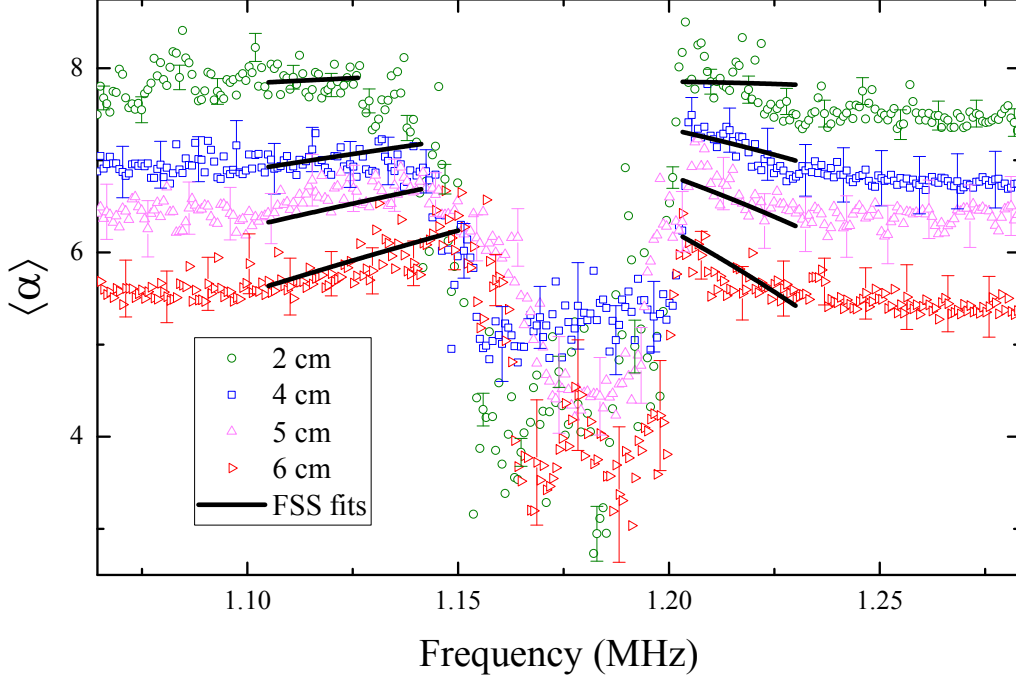 8
6
4
⟨α⟩
2 cm
4 cm
5 cm
6 cm
FSS fits
1.10 1.15 1.20 1.25
Frequency (MHz)